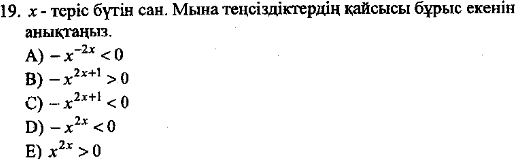 19. x - теріс бүтін сан. Мына теңсіздіктердің қайсысы бұрыс екенін
анықтаңыз.
A) – x^{-2x} < 0
B) – x^{2x+1} > 0
C) – x^{2x+1} < 0
D) – x^{2x} < 0
E) x^{2x} > 0